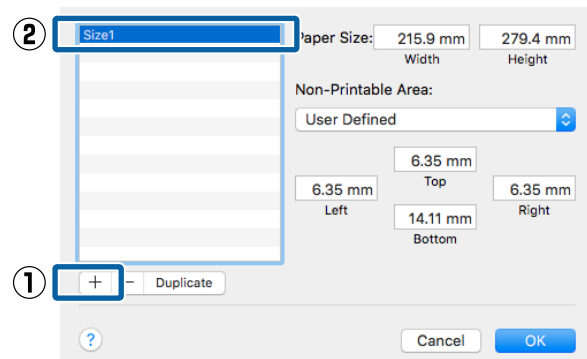 ② Size1 Paper Size: 215.9 mm 279.4 mm
Width Height
Non-Printable Area:
User Defined
6.35 mm
Top
6.35 mm 6.35 mm
Left Right
14.11 mm
Bottom
① + − Duplicate
? Cancel OK